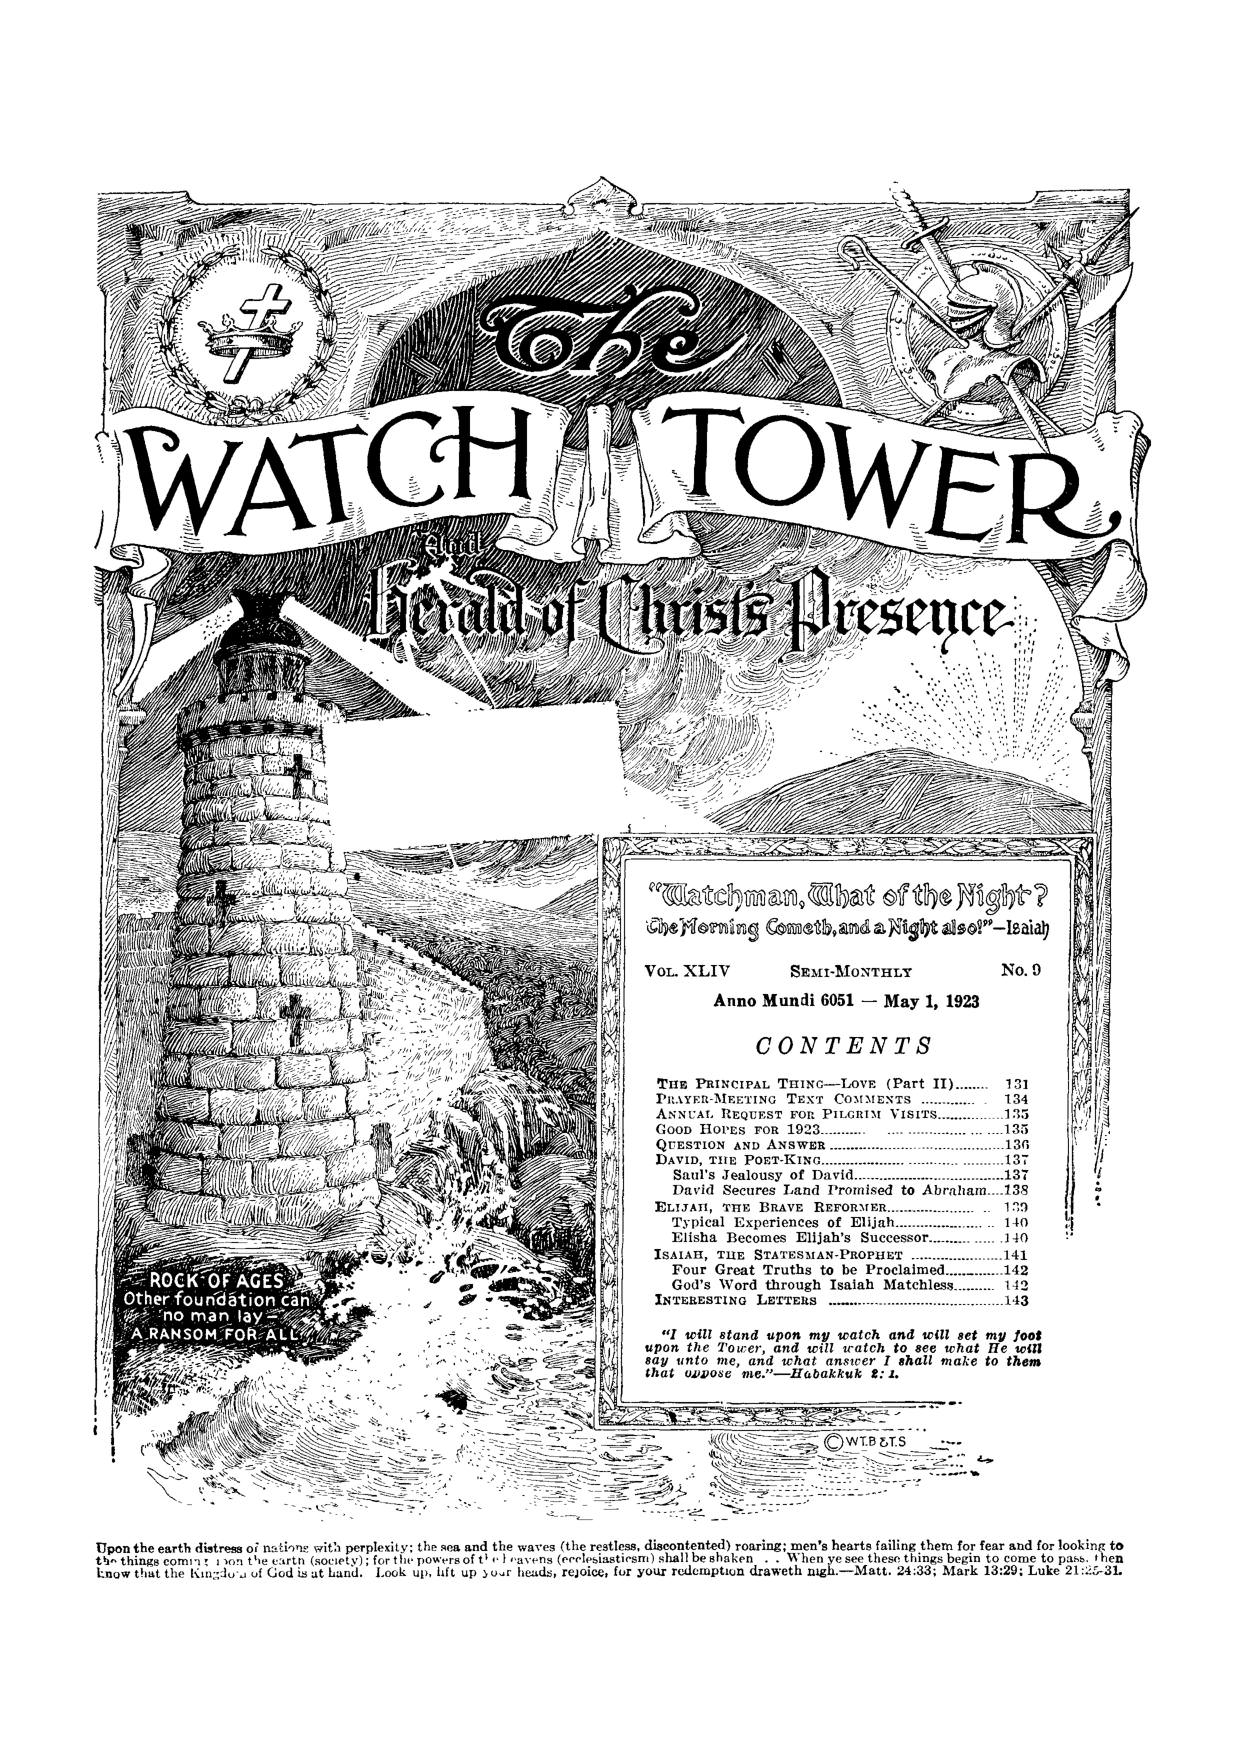 The
WATCH TOWER
And
Herald of Christ's Presence
"Watchman, What of the Night?
The Morning Cometh, and a Night also!"—Isaiah
VOL. XLIV SEMI-MONTHLY No. 9
Anno Mundi 6051 — May 1, 1923
CONTENTS
THE PRINCIPAL THING—LOVE (Part II)........ 131
PRAYER-MEETING TEXT COMMENTS ............ . 134
ANNUAL REQUEST FOR PILGRIM VISITS..............135
GOOD HOPES FOR 1923........... .... .................... ....135
QUESTION AND ANSWER ............................................136
DAVID, THE POET-KING..................... ............. ............137
Saul's Jealousy of David.....................................137
David Secures Land Promised to Abraham....138
ELIJAH, THE BRAVE REFORMER..................... .. 139
Typical Experiences of Elijah...................... .. 140
Elisha Becomes Elijah's Successor.......... ..... .140
ISAIAH, THE STATESMAN-PROPHET ......................141
Four Great Truths to be Proclaimed..............142
God's Word through Isaiah Matchless.......... 142
INTERESTING LETTERS ...........................................143
"I will stand upon my watch and will set my foot
upon the Tower, and will watch to see what He will
say unto me, and what answer I shall make to them
that oppose me."—Habakkuk 2: 1.
ROCK OF AGES
Other foundation can
no man lay—
A RANSOM FOR ALL
©W.T.B.&T.S
Upon the earth distress of nations with perplexity; the sea and the waves (the restless, discontented) roaring; men's hearts failing them for fear and for looking to
the things coming upon the earth (society); for the powers of the heavens (ecclesiasticsm) shall be shaken . . When ye see these things begin to come to pass, then
know that the Kingdom of God is at hand. Look up, lift up your heads, rejoice, for your redemption draweth nigh.—Matt. 24:33; Mark 13:29; Luke 21:25-31.